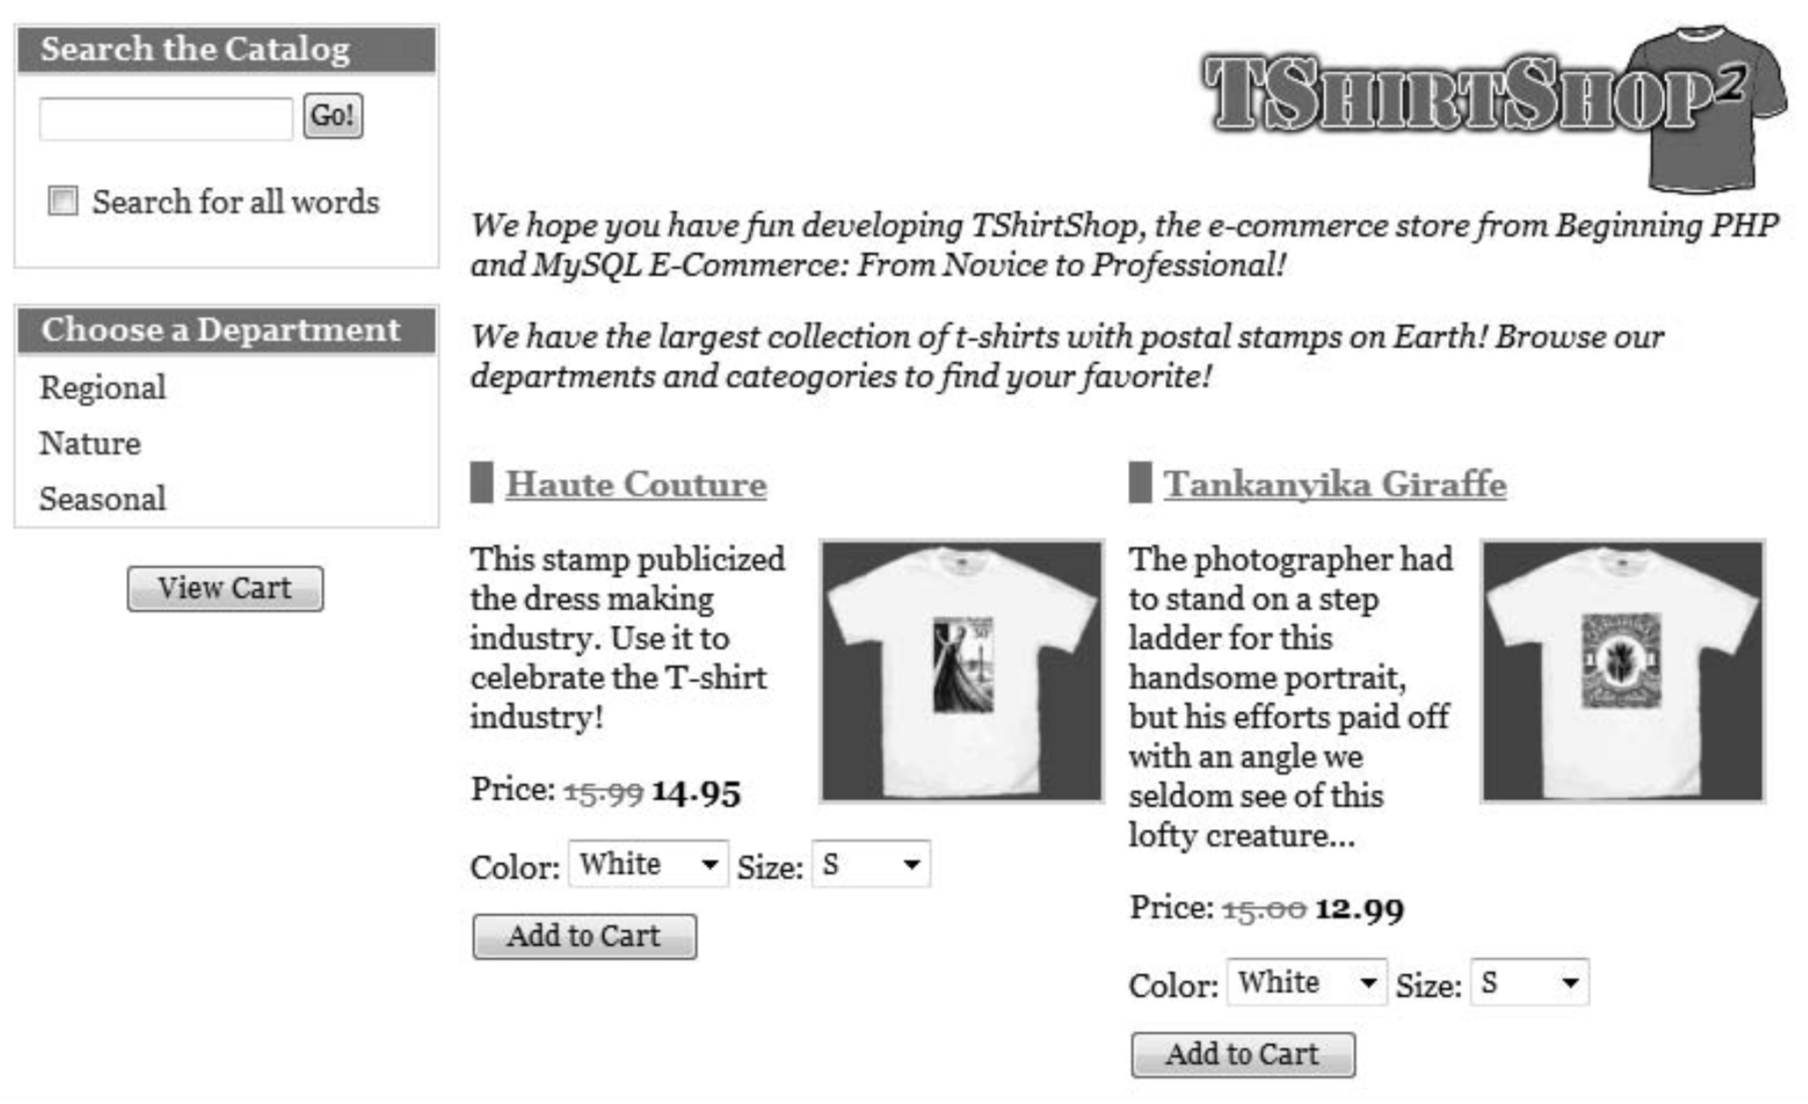 Search the Catalog
Go!
Search for all words
Choose a Department
Regional
Nature
Seasonal
View Cart
TShirtShop²
We hope you have fun developing TShirtShop, the e-commerce store from Beginning PHP
and MySQL E-Commerce: From Novice to Professional!
We have the largest collection of t-shirts with postal stamps on Earth! Browse our
departments and cateogories to find your favorite!
Haute Couture
This stamp publicized
the dress making
industry. Use it to
celebrate the T-shirt
industry!
Price: 15.99 14.95
Color: White Size: S
Add to Cart
Tankanyika Giraffe
The photographer had
to stand on a step
ladder for this
handsome portrait,
but his efforts paid off
with an angle we
seldom see of this
lofty creature...
Price: 15.00 12.99
Color: White Size: S
Add to Cart